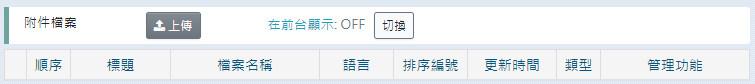 附件檔案 上傳 在前台顯示: OFF 切換
順序 標題 檔案名稱 語言 排序編號 更新時間 類型 管理功能